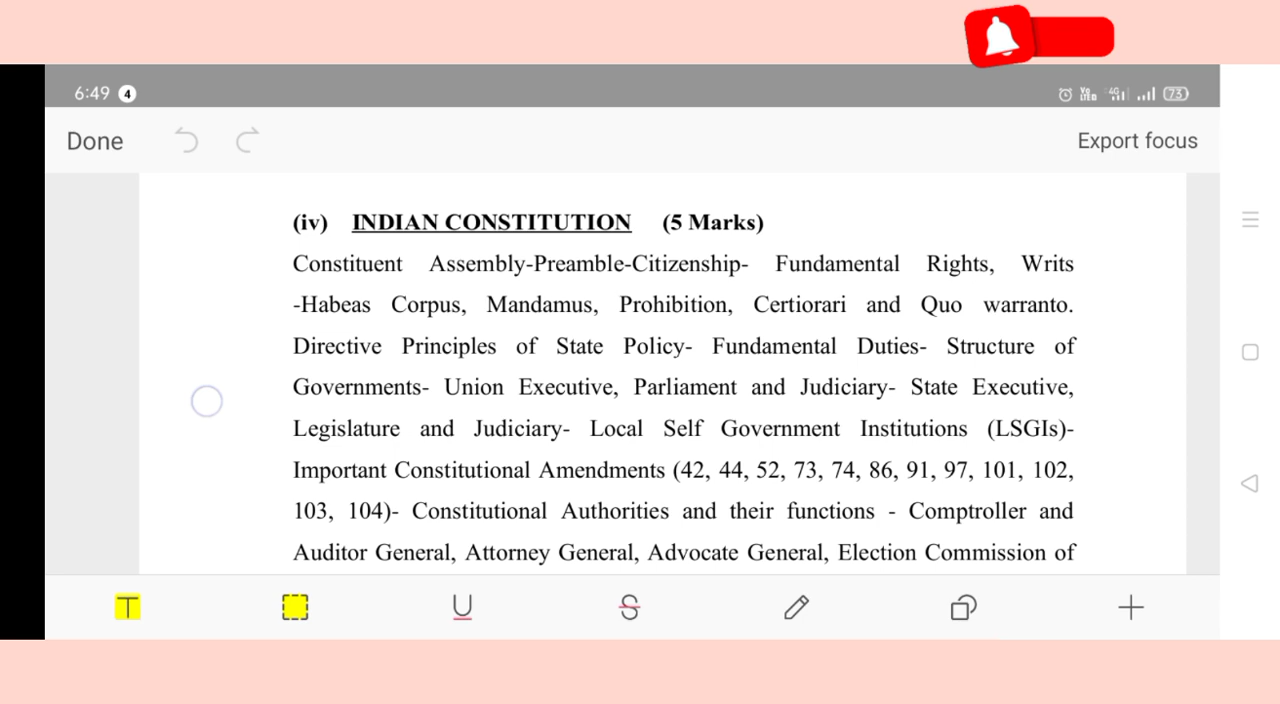 6:49 4 Vo LTE 4G 73
Done Export focus
(iv) INDIAN CONSTITUTION (5 Marks)
Constituent Assembly-Preamble-Citizenship- Fundamental Rights, Writs
-Habeas Corpus, Mandamus, Prohibition, Certiorari and Quo warranto.
Directive Principles of State Policy- Fundamental Duties- Structure of
Governments- Union Executive, Parliament and Judiciary- State Executive,
Legislature and Judiciary- Local Self Government Institutions (LSGIs)-
Important Constitutional Amendments (42, 44, 52, 73, 74, 86, 91, 97, 101, 102,
103, 104)- Constitutional Authorities and their functions - Comptroller and
Auditor General, Attorney General, Advocate General, Election Commission of
T U S